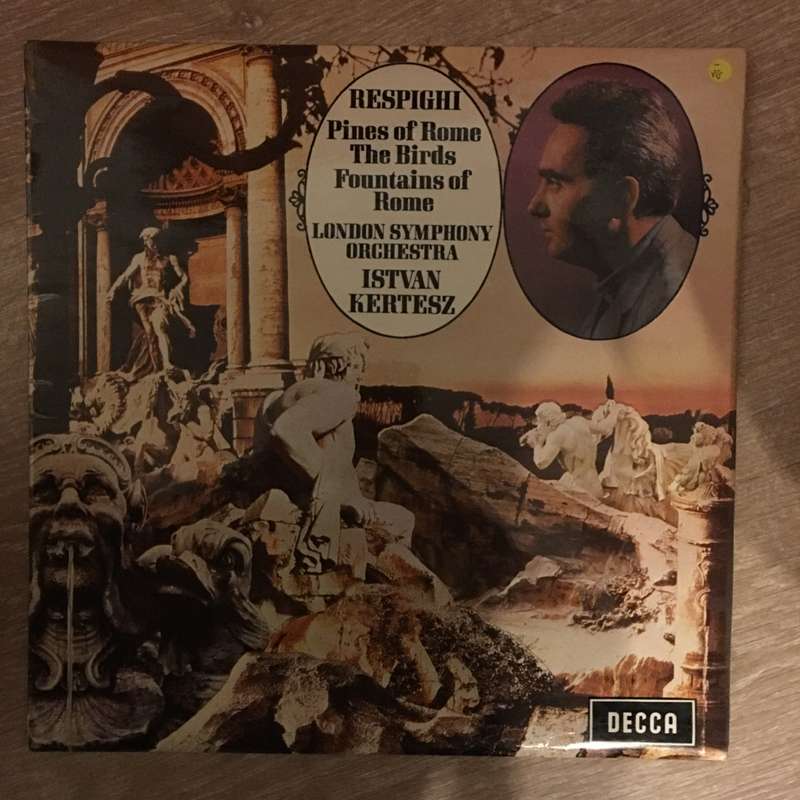 RESPIGHI
Pines of Rome
The Birds
Fountains of
Rome
LONDON SYMPHONY
ORCHESTRA
ISTVAN
KERTESZ
DECCA